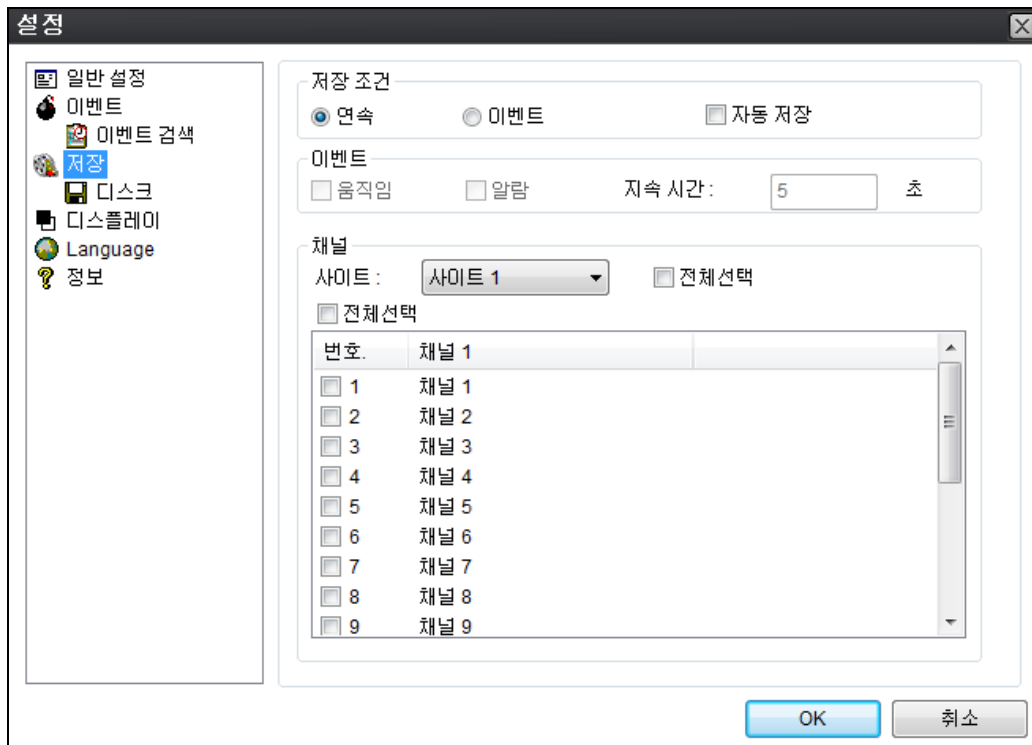 설정
일반 설정
이벤트
이벤트 검색
저장
디스크
디스플레이
Language
정보
저장 조건
연속 이벤트 자동 저장
이벤트
움직임 알람 지속 시간 : 5 초
채널
사이트 : 사이트 1 전체선택
전체선택
번호. 채널 1
1 채널 1
2 채널 2
3 채널 3
4 채널 4
5 채널 5
6 채널 6
7 채널 7
8 채널 8
9 채널 9
OK 취소